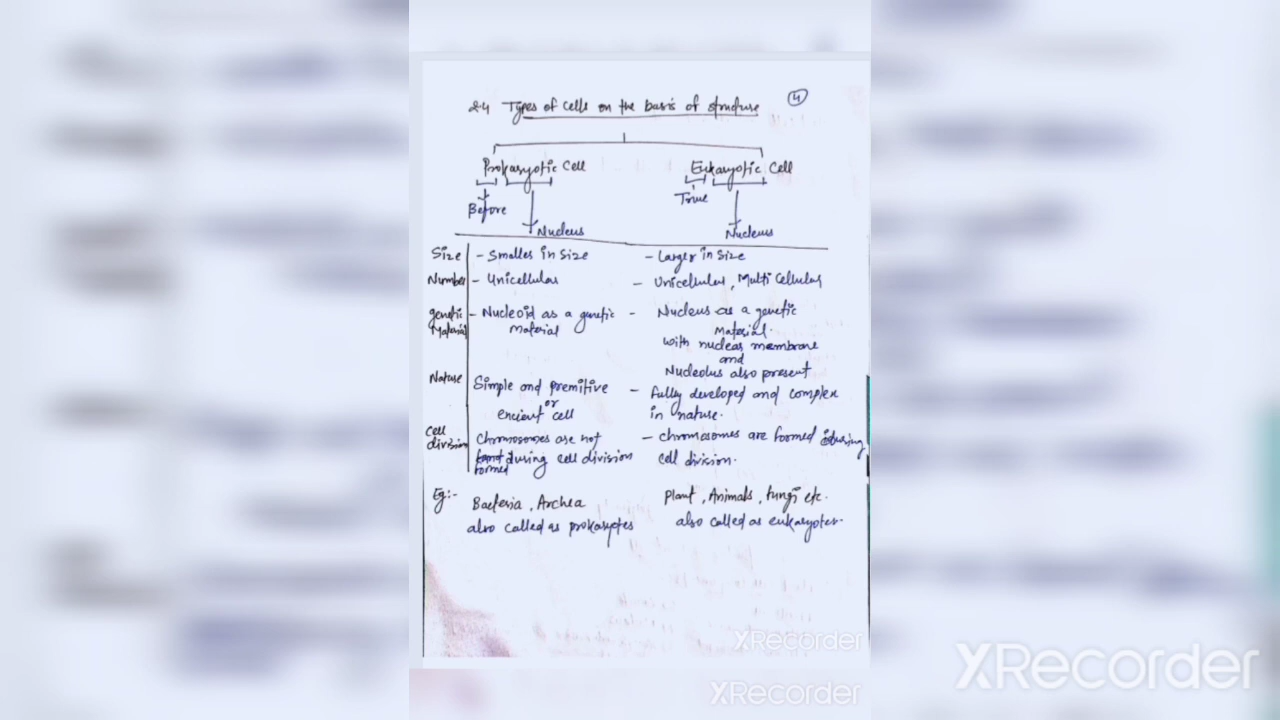 2.4 Types of Cells on the basis of structure
4
Prokaryotic Cell
Eukaryotic Cell
Before
Nucleus
True
Nucleus
Size - Smaller in Size - Larger in Size
Number - Unicellular - Unicellular, Multi Cellular
genetic Material - Nucleoid as a genetic - Nucleus as a genetic
Material Material.
with nuclear membrane
and
Nucleolus also present
Nature Simple and premitive - fully developed and complex
or
encient cell in nature.
Cell division Chromosomes are not - chromosomes are formed during
formed during cell division cell division.
Eg:- Bacteria, Archea Plant, Animals, fungi etc.
also called as prokaryotes also called as eukaryotes.
XRecorder
XRecorder
XRecorder